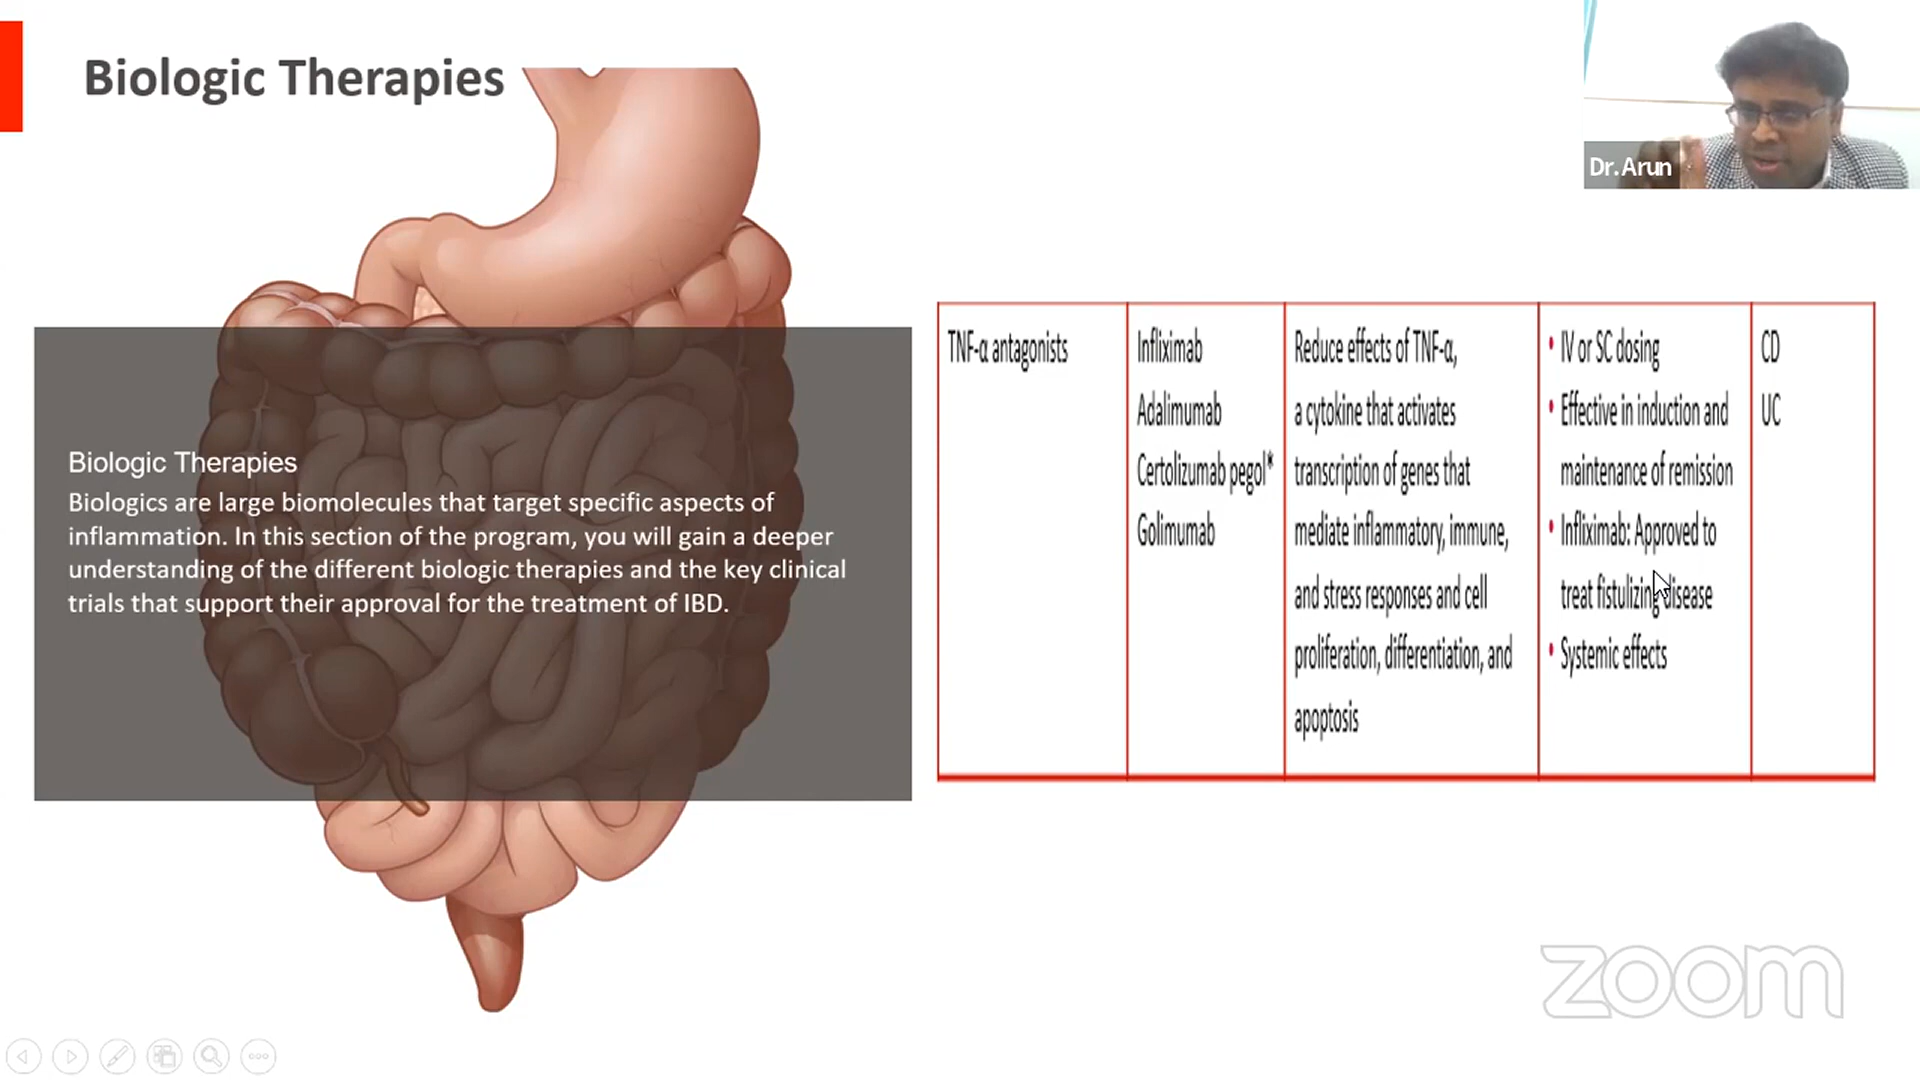 Biologic Therapies
Dr. Arun
Biologic Therapies
Biologics are large biomolecules that target specific aspects of
inflammation. In this section of the program, you will gain a deeper
understanding of the different biologic therapies and the key clinical
trials that support their approval for the treatment of IBD.
TNF-α antagonists
Infliximab
Adalimumab
Certolizumab pegol*
Golimumab
Reduce effects of TNF-α,
a cytokine that activates
transcription of genes that
mediate inflammatory, immune,
and stress responses and cell
proliferation, differentiation, and
apoptosis
• IV or SC dosing
• Effective in induction and
maintenance of remission
• Infliximab: Approved to
treat fistulizing disease
• Systemic effects
CD
UC
zoom